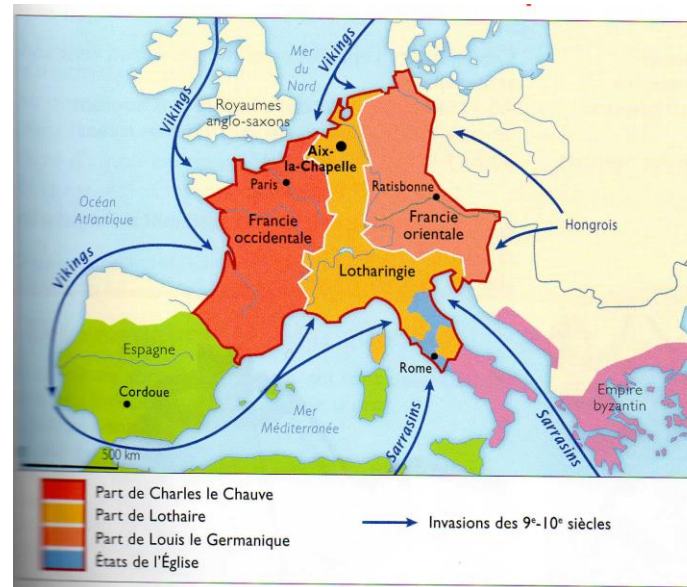 Mer
du
Nord
Vikings
Vikings
Royaumes
anglo-saxons
Aix-
la-Chapelle
Paris
Ratisbonne
Océan
Atlantique
Francie
occidentale
Francie
orientale
Hongrois
Vikings
Lotharingie
Espagne
Cordoue
Rome
Mer
Méditerranée
Empire
byzantin
Sarrasins
Sarrasins
500 km
Part de Charles le Chauve
Part de Lothaire
Part de Louis le Germanique
États de l'Église
Invasions des 9e-10e siècles